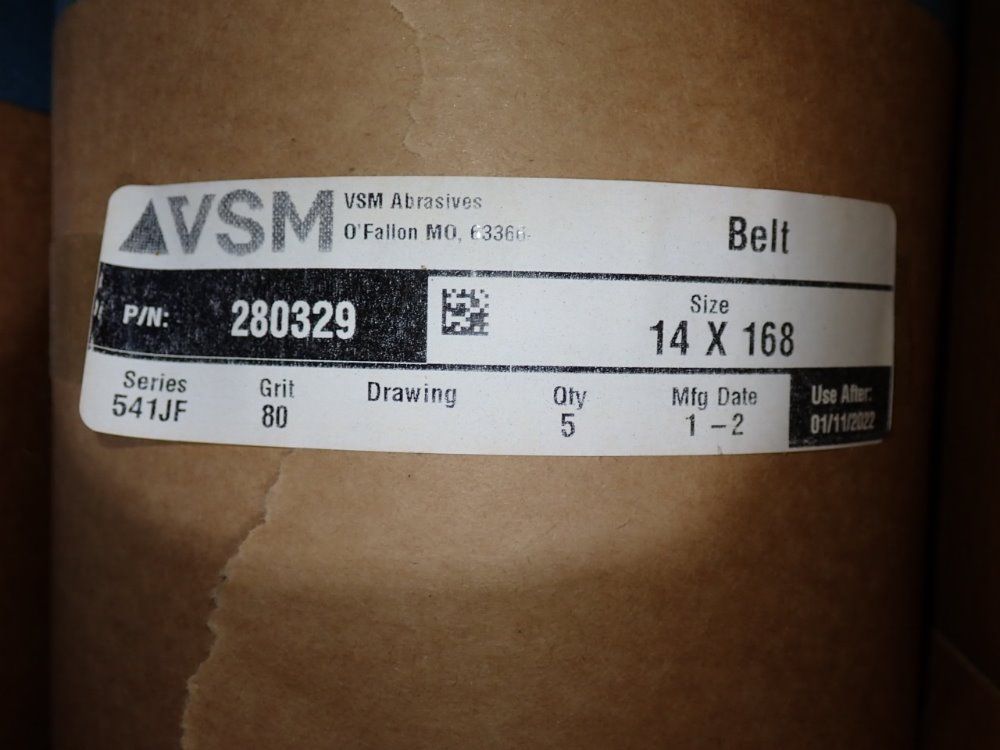 VSM
VSM Abrasives
O'Fallon MO, 63366
Belt
P/N: 280329
Size
14 X 168
Series
541JF
Grit
80
Drawing
Qty
5
Mfg Date
1 - 2
Use After:
01/11/2022